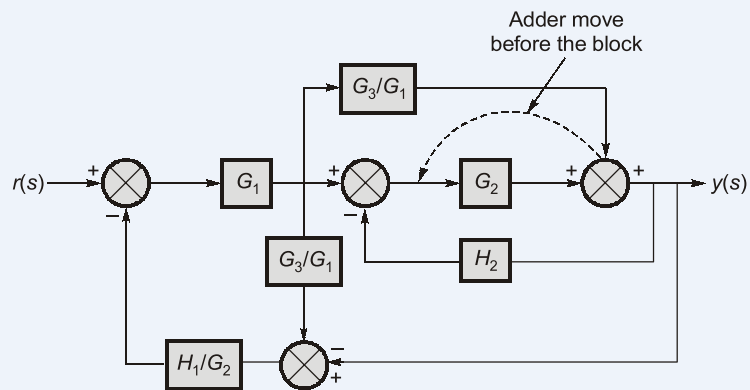 Adder move
before the block
G3/G1
r(s)
+
−
G1
+
−
G2
+
+
y(s)
H2
G3/G1
H1/G2
−
+